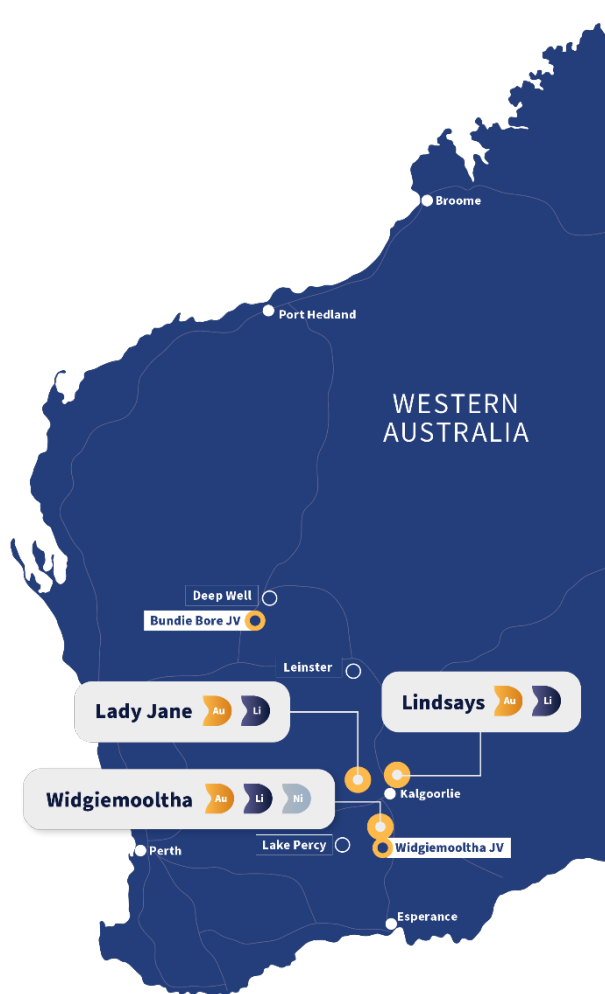 Broome
Port Hedland
WESTERN
AUSTRALIA
Deep Well
Bundie Bore JV
Leinster
Lady Jane Au Li
Lindsays Au Li
Widgiemooltha Au Li Ni
Kalgoorlie
Perth
Lake Percy
Widgiemooltha JV
Esperance